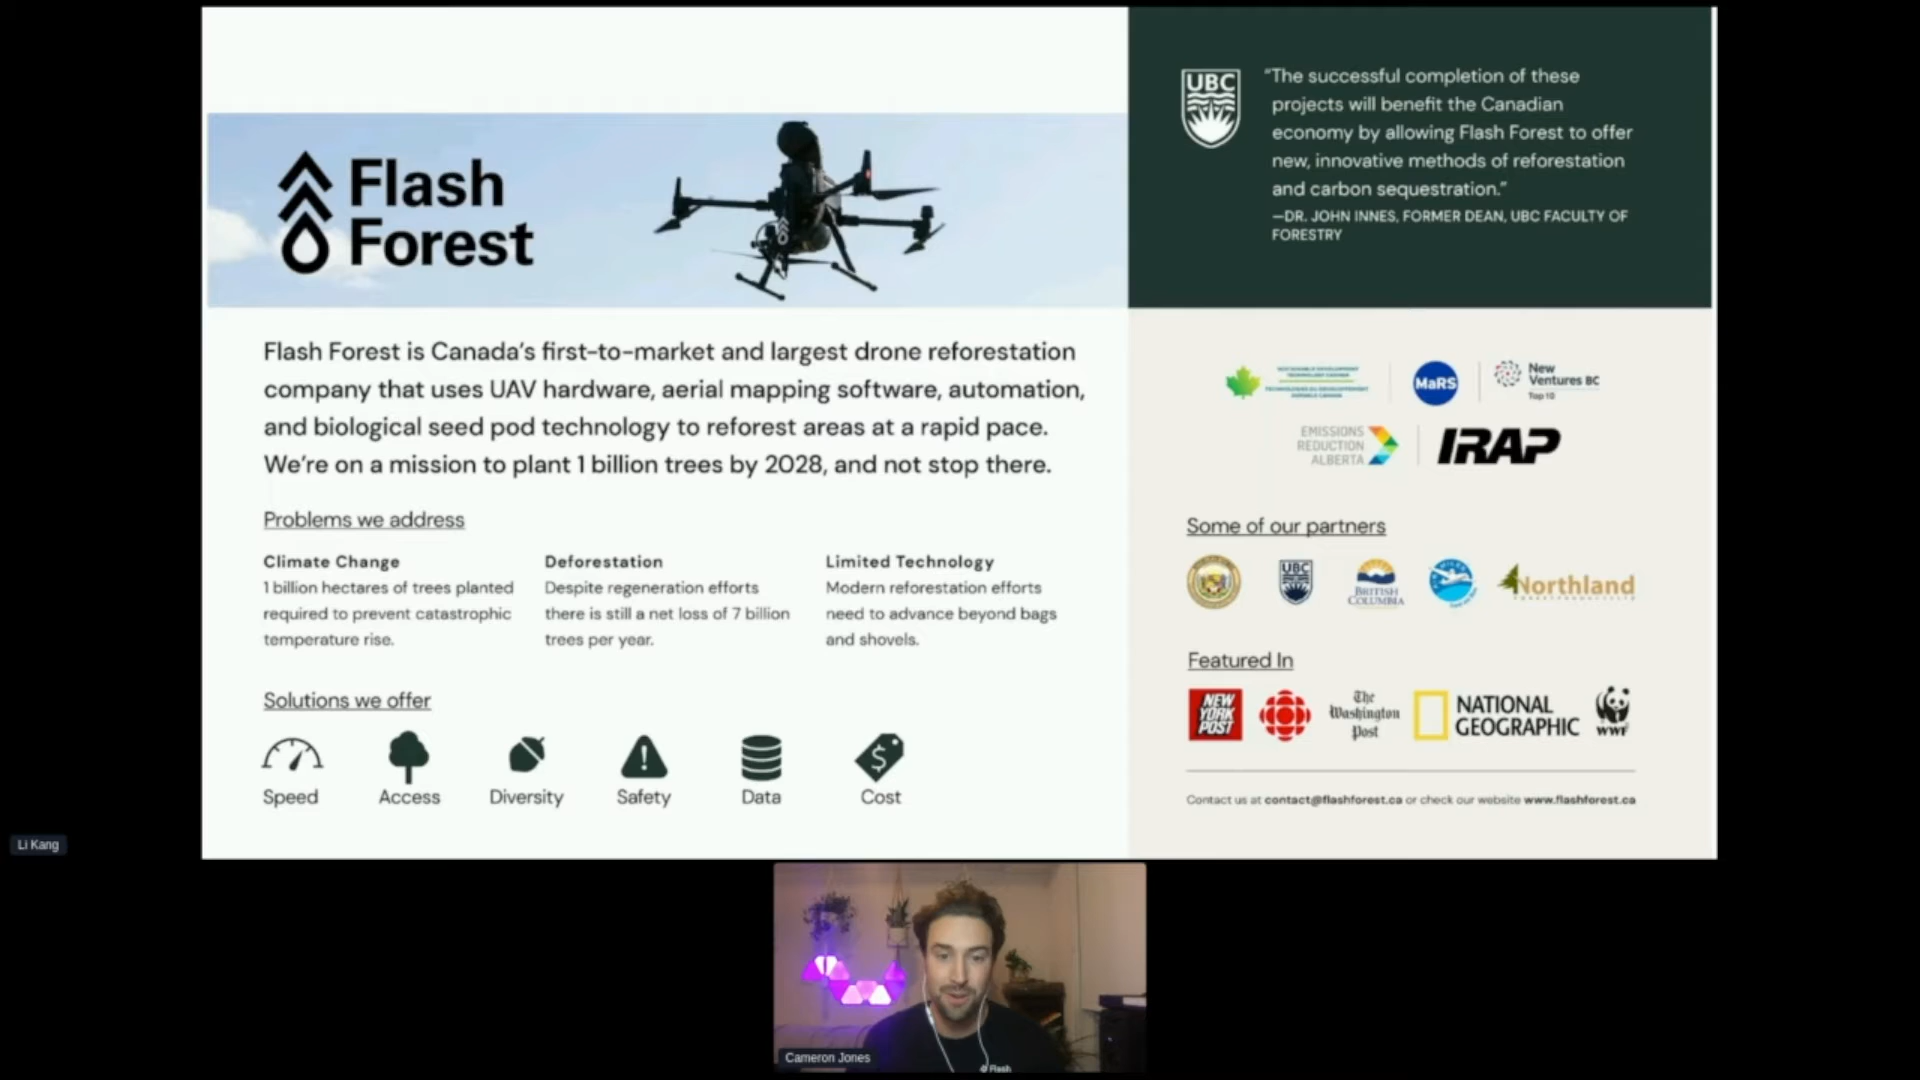 Flash
Forest
Flash Forest is Canada's first-to-market and largest drone reforestation
company that uses UAV hardware, aerial mapping software, automation,
and biological seed pod technology to reforest areas at a rapid pace.
We're on a mission to plant 1 billion trees by 2028, and not stop there.
Problems we address
Climate Change
1 billion hectares of trees planted
required to prevent catastrophic
temperature rise.
Deforestation
Despite regeneration efforts
there is still a net loss of 7 billion
trees per year.
Limited Technology
Modern reforestation efforts
need to advance beyond bags
and shovels.
Solutions we offer
Speed
Access
Diversity
Safety
Data
Cost
UBC
“The successful completion of these
projects will benefit the Canadian
economy by allowing Flash Forest to offer
new, innovative methods of reforestation
and carbon sequestration.”
—DR. JOHN INNES, FORMER DEAN, UBC FACULTY OF
FORESTRY
MaRS
New
Ventures BC
Top 10
EMISSIONS
REDUCTION
ALBERTA
IRAP
Some of our partners
UBC
BRITISH
COLUMBIA
Northland
Featured In
NEW
YORK
POST
The
Washington
Post
NATIONAL
GEOGRAPHIC
WWF
Contact us at contact@flashforest.ca or check our website www.flashforest.ca
Li Kang
Cameron Jones
Flash